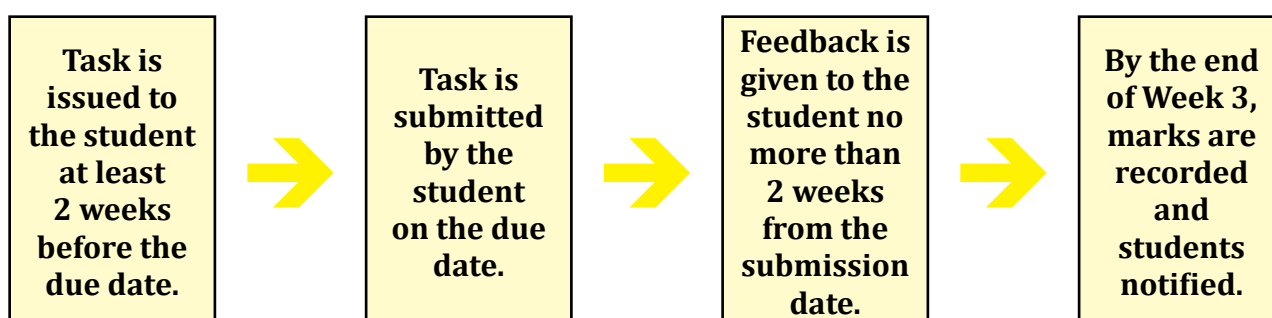 Task is
issued to
the student
at least
2 weeks
before the
due date.
Task is
submitted
by the
student
on the due
date.
Feedback is
given to the
student no
more than
2 weeks
from the
submission
date.
By the end
of Week 3,
marks are
recorded
and
students
notified.